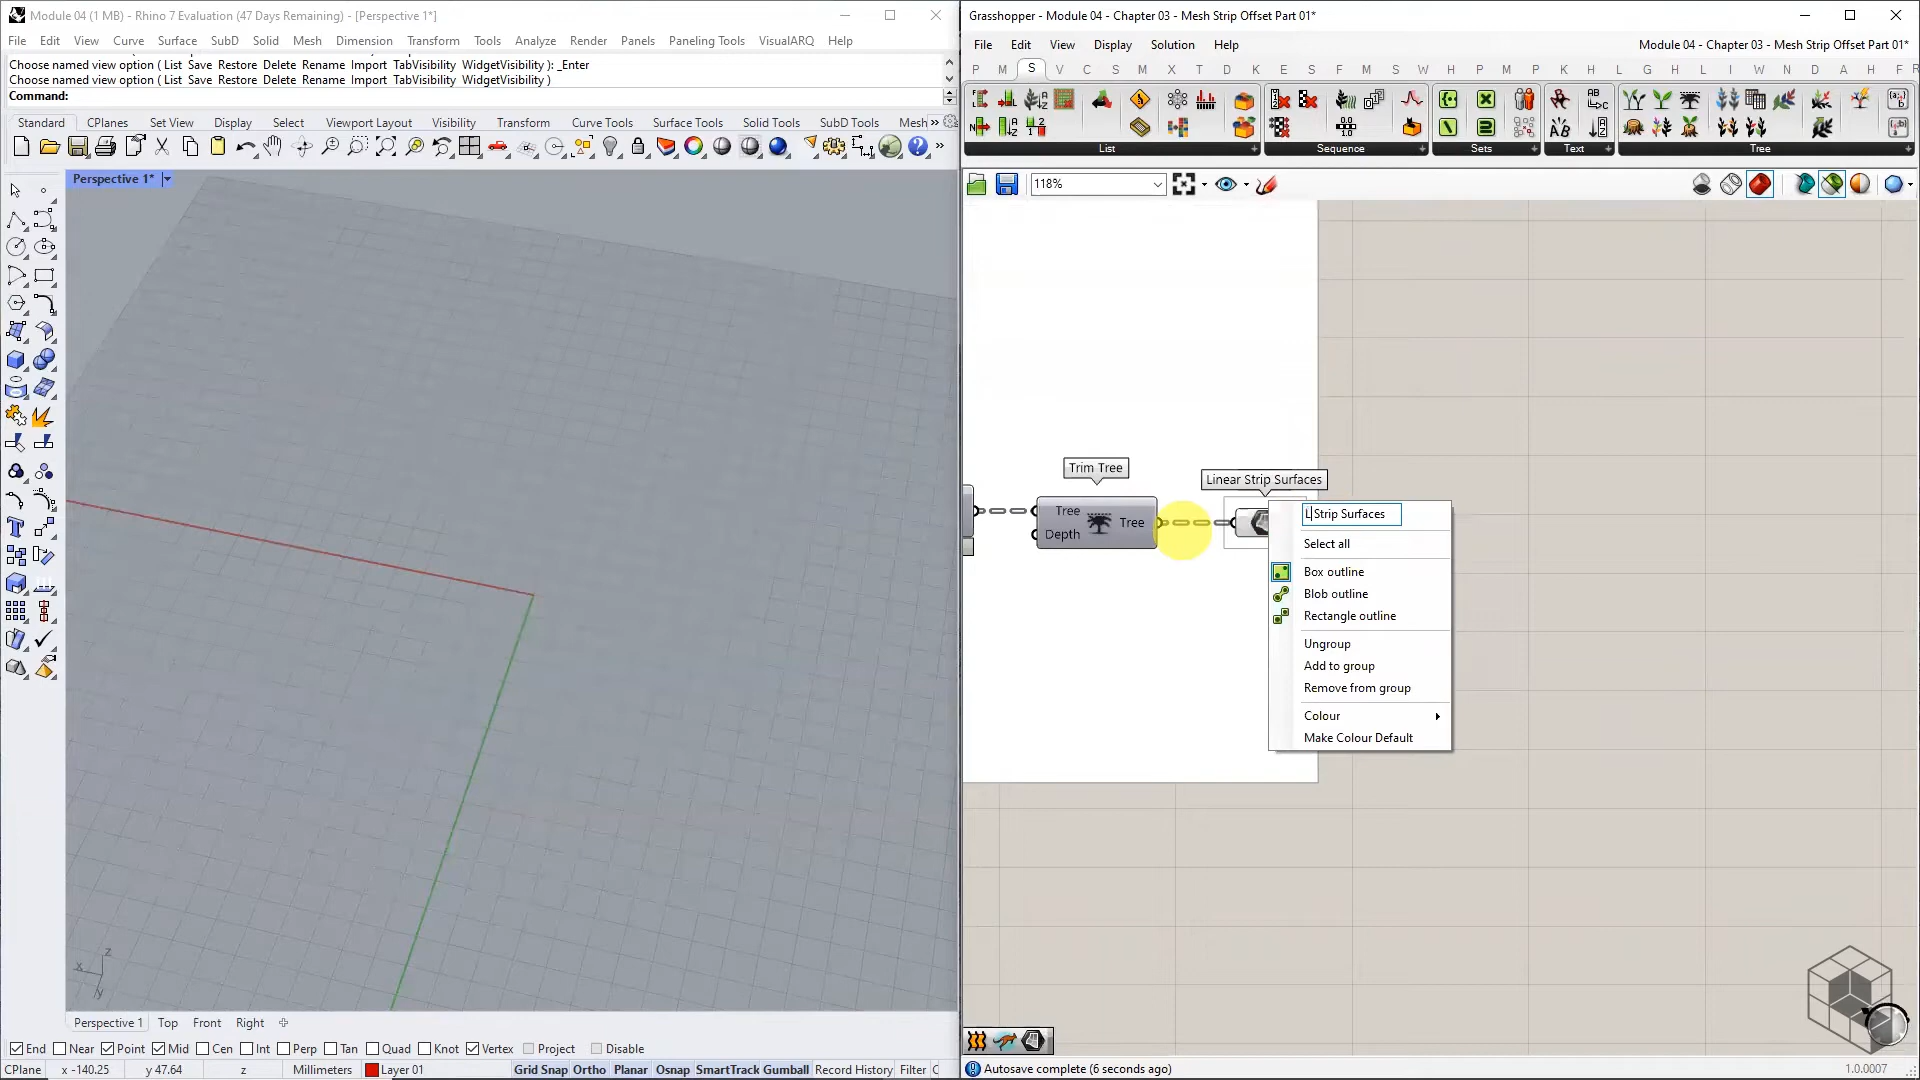 Module 04 (1 MB) - Rhino 7 Evaluation (47 Days Remaining) - [Perspective 1*]
File Edit View Curve Surface SubD Solid Mesh Dimension Transform Tools Analyze Render Panels Paneling Tools VisualARQ Help
Choose named view option ( List Save Restore Delete Rename Import TabVisibility WidgetVisibility ): _Enter
Choose named view option ( List Save Restore Delete Rename Import TabVisibility WidgetVisibility )
Command:
Standard CPlanes Set View Display Select Viewport Layout Visibility Transform Curve Tools Surface Tools Solid Tools SubD Tools Mesh »
Perspective 1*
z
x
y
Perspective 1 Top Front Right
End Near Point Mid Cen Int Perp Tan Quad Knot Vertex Project Disable
CPlane x -140.25 y 47.64 z Millimeters Layer 01 Grid Snap Ortho Planar Osnap SmartTrack Gumball Record History Filter C
Grasshopper - Module 04 - Chapter 03 - Mesh Strip Offset Part 01*
File Edit View Display Solution Help
Module 04 - Chapter 03 - Mesh Strip Offset Part 01*
P M S V C S M X T D K E S F M S W H P M P K H L I W N D A H F R
List Sequence Sets Text Tree
118%
Trim Tree
Tree
Depth
Tree
Linear Strip Surfaces
L Strip Surfaces
Select all
Box outline
Blob outline
Rectangle outline
Ungroup
Add to group
Remove from group
Colour
Make Colour Default
Autosave complete (6 seconds ago)
1.0.0007